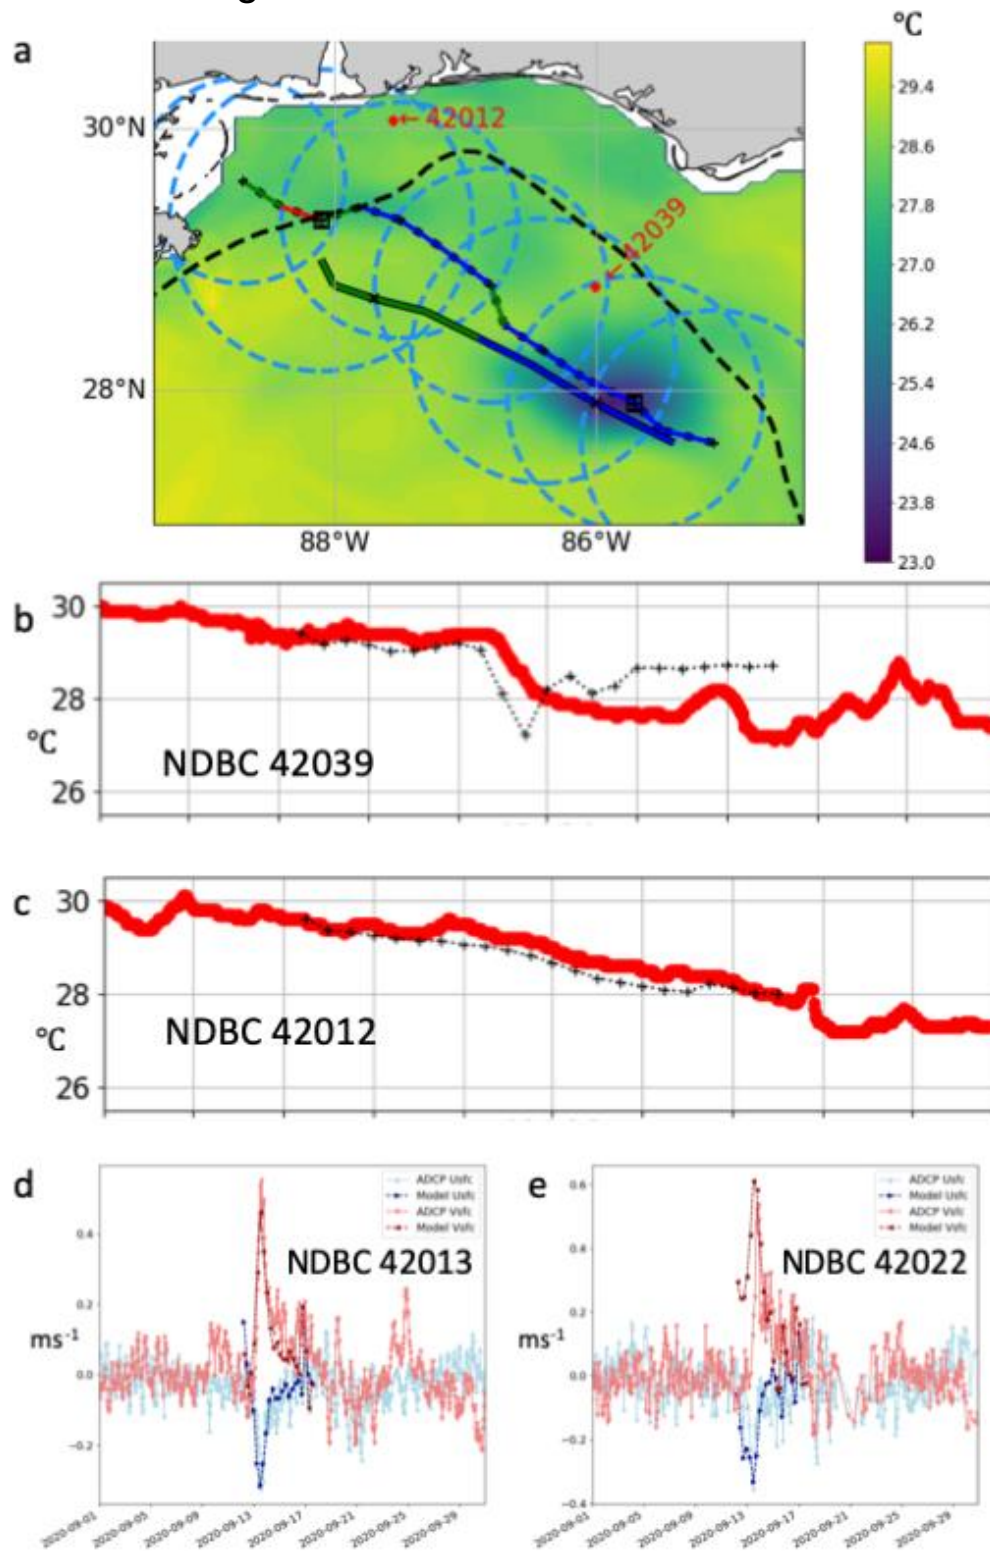 °C
a
30°N
← 42012
← 42039
28°N
88°W
86°W
29.4
28.6
27.8
27.0
26.2
25.4
24.6
23.8
23.0
b
30
28
26
°C
NDBC 42039
c
30
28
26
°C
NDBC 42012
d
ADCP Usfc
Model Usfc
ADCP Vsfc
Model Vsfc
NDBC 42013
0.4
0.2
0.0
−0.2
ms⁻¹
2020-09-01
2020-09-05
2020-09-09
2020-09-13
2020-09-17
2020-09-21
2020-09-25
2020-09-29
e
ADCP Usfc
Model Usfc
ADCP Vsfc
Model Vsfc
NDBC 42022
0.6
0.4
0.2
0.0
−0.2
−0.4
ms⁻¹
2020-09-01
2020-09-05
2020-09-09
2020-09-13
2020-09-17
2020-09-21
2020-09-25
2020-09-29